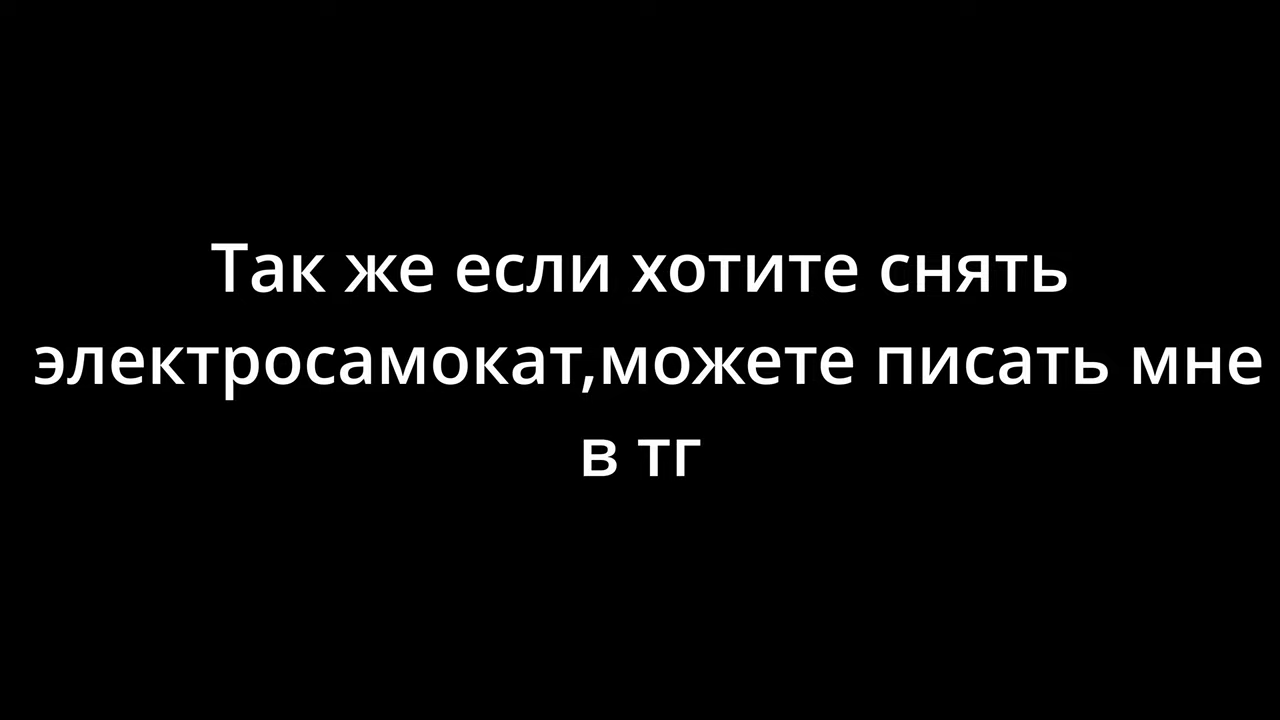 Так же если хотите снять
электросамокат,можете писать мне
в тг